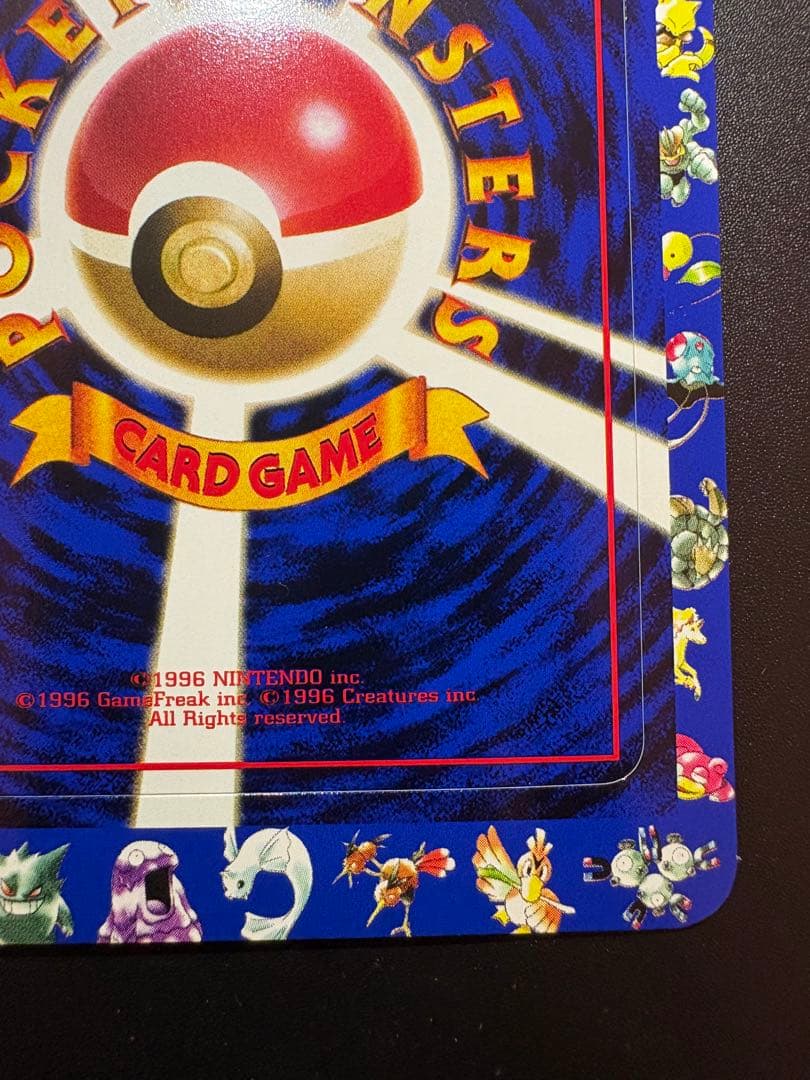 POCKET MONSTERS
CARD GAME
©1996 NINTENDO inc.
©1996 GameFreak inc. ©1996 Creatures inc
All Rights reserved